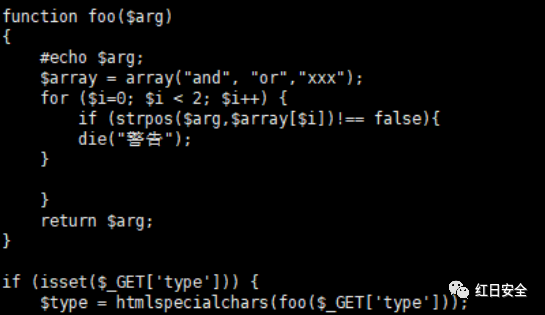 function foo($arg)
{
    #echo $arg;
    $array = array("and", "or","xxx");
    for ($i=0; $i < 2; $i++) {
        if (strpos($arg,$array[$i])!== false){
        die("警告");
    }

    }
    return $arg;
}

if (isset($_GET['type'])) {
    $type = htmlspecialchars(foo($_GET['type']));
红日安全